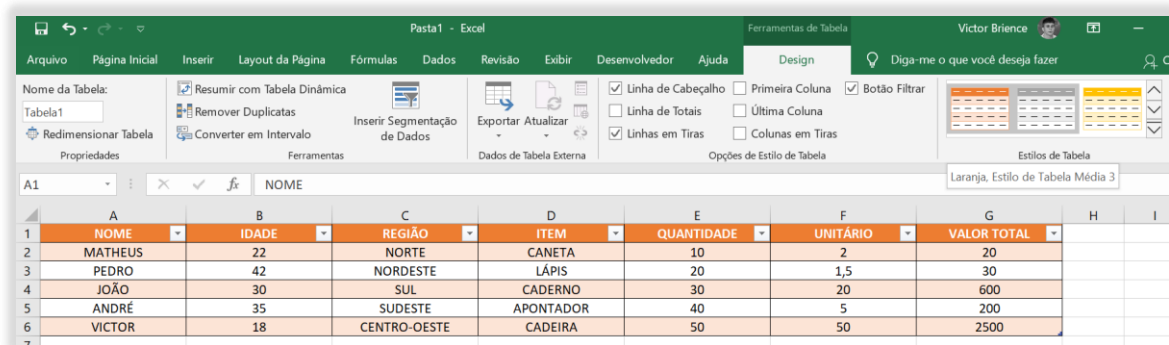 Pasta1 - Excel
Ferramentas de Tabela
Victor Brience
Arquivo Página Inicial Inserir Layout da Página Fórmulas Dados Revisão Exibir Desenvolvedor Ajuda Design Diga-me o que você deseja fazer
Nome da Tabela:
Tabela1
Redimensionar Tabela
Propriedades
Resumir com Tabela Dinâmica
Remover Duplicatas
Converter em Intervalo
Ferramentas
Inserir Segmentação
de Dados
Exportar Atualizar
Dados de Tabela Externa
Linha de Cabeçalho Primeira Coluna Botão Filtrar
Linha de Totais Última Coluna
Linhas em Tiras Colunas em Tiras
Opções de Estilo de Tabela
Estilos de Tabela
Laranja, Estilo de Tabela Média 3
A1 fx NOME
A B C D E F G H I
1 NOME IDADE REGIÃO ITEM QUANTIDADE UNITÁRIO VALOR TOTAL
2 MATHEUS 22 NORTE CANETA 10 2 20
3 PEDRO 42 NORDESTE LÁPIS 20 1,5 30
4 JOÃO 30 SUL CADERNO 30 20 600
5 ANDRÉ 35 SUDESTE APONTADOR 40 5 200
6 VICTOR 18 CENTRO-OESTE CADEIRA 50 50 2500